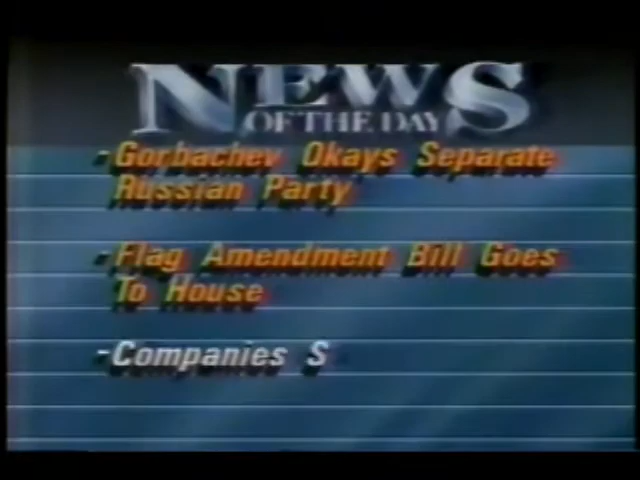 NEWS
OF THE DAY
-Gorbachev Okays Separate
Russian Party
-Flag Amendment Bill Goes
To House
-Companies S